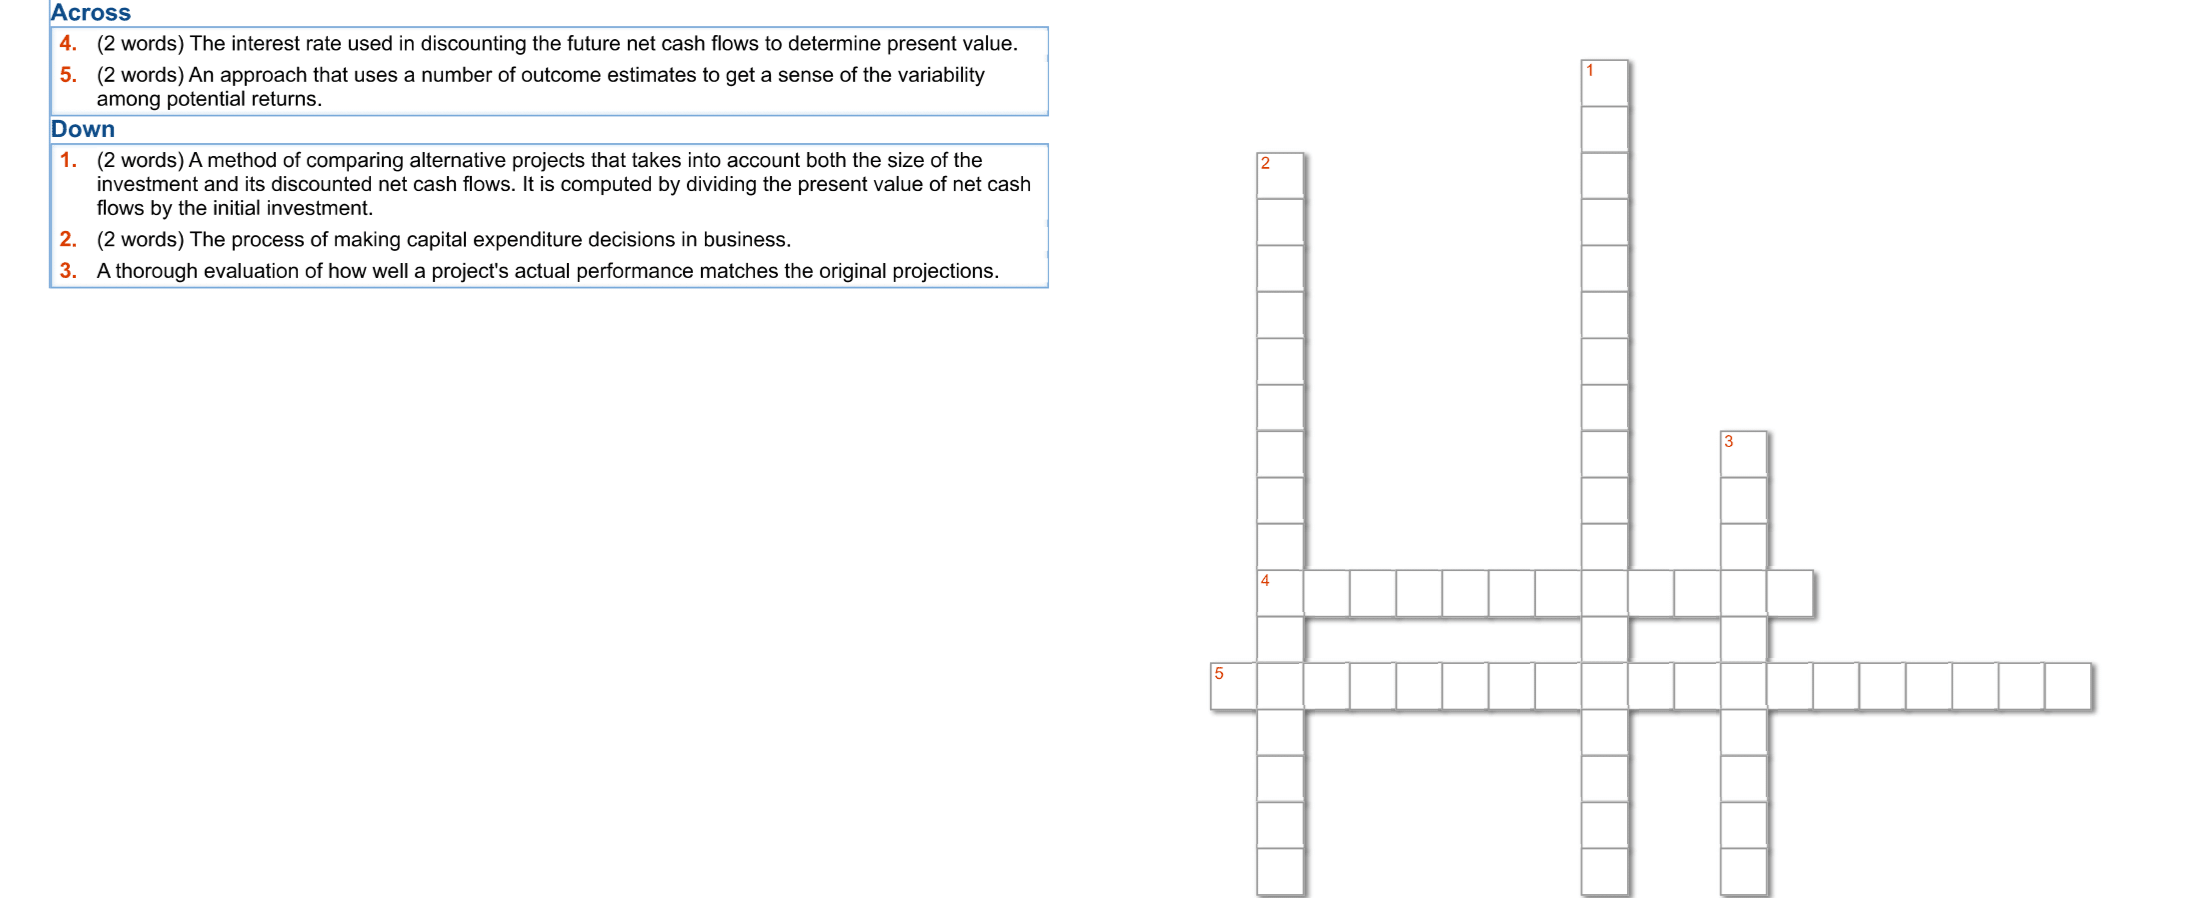 Across
4. (2 words) The interest rate used in discounting the future net cash flows to determine present value.
5. (2 words) An approach that uses a number of outcome estimates to get a sense of the variability
among potential returns.
Down
1. (2 words) A method of comparing alternative projects that takes into account both the size of the
investment and its discounted net cash flows. It is computed by dividing the present value of net cash
flows by the initial investment.
2. (2 words) The process of making capital expenditure decisions in business.
3. A thorough evaluation of how well a project's actual performance matches the original projections.
1
2
3
4
5